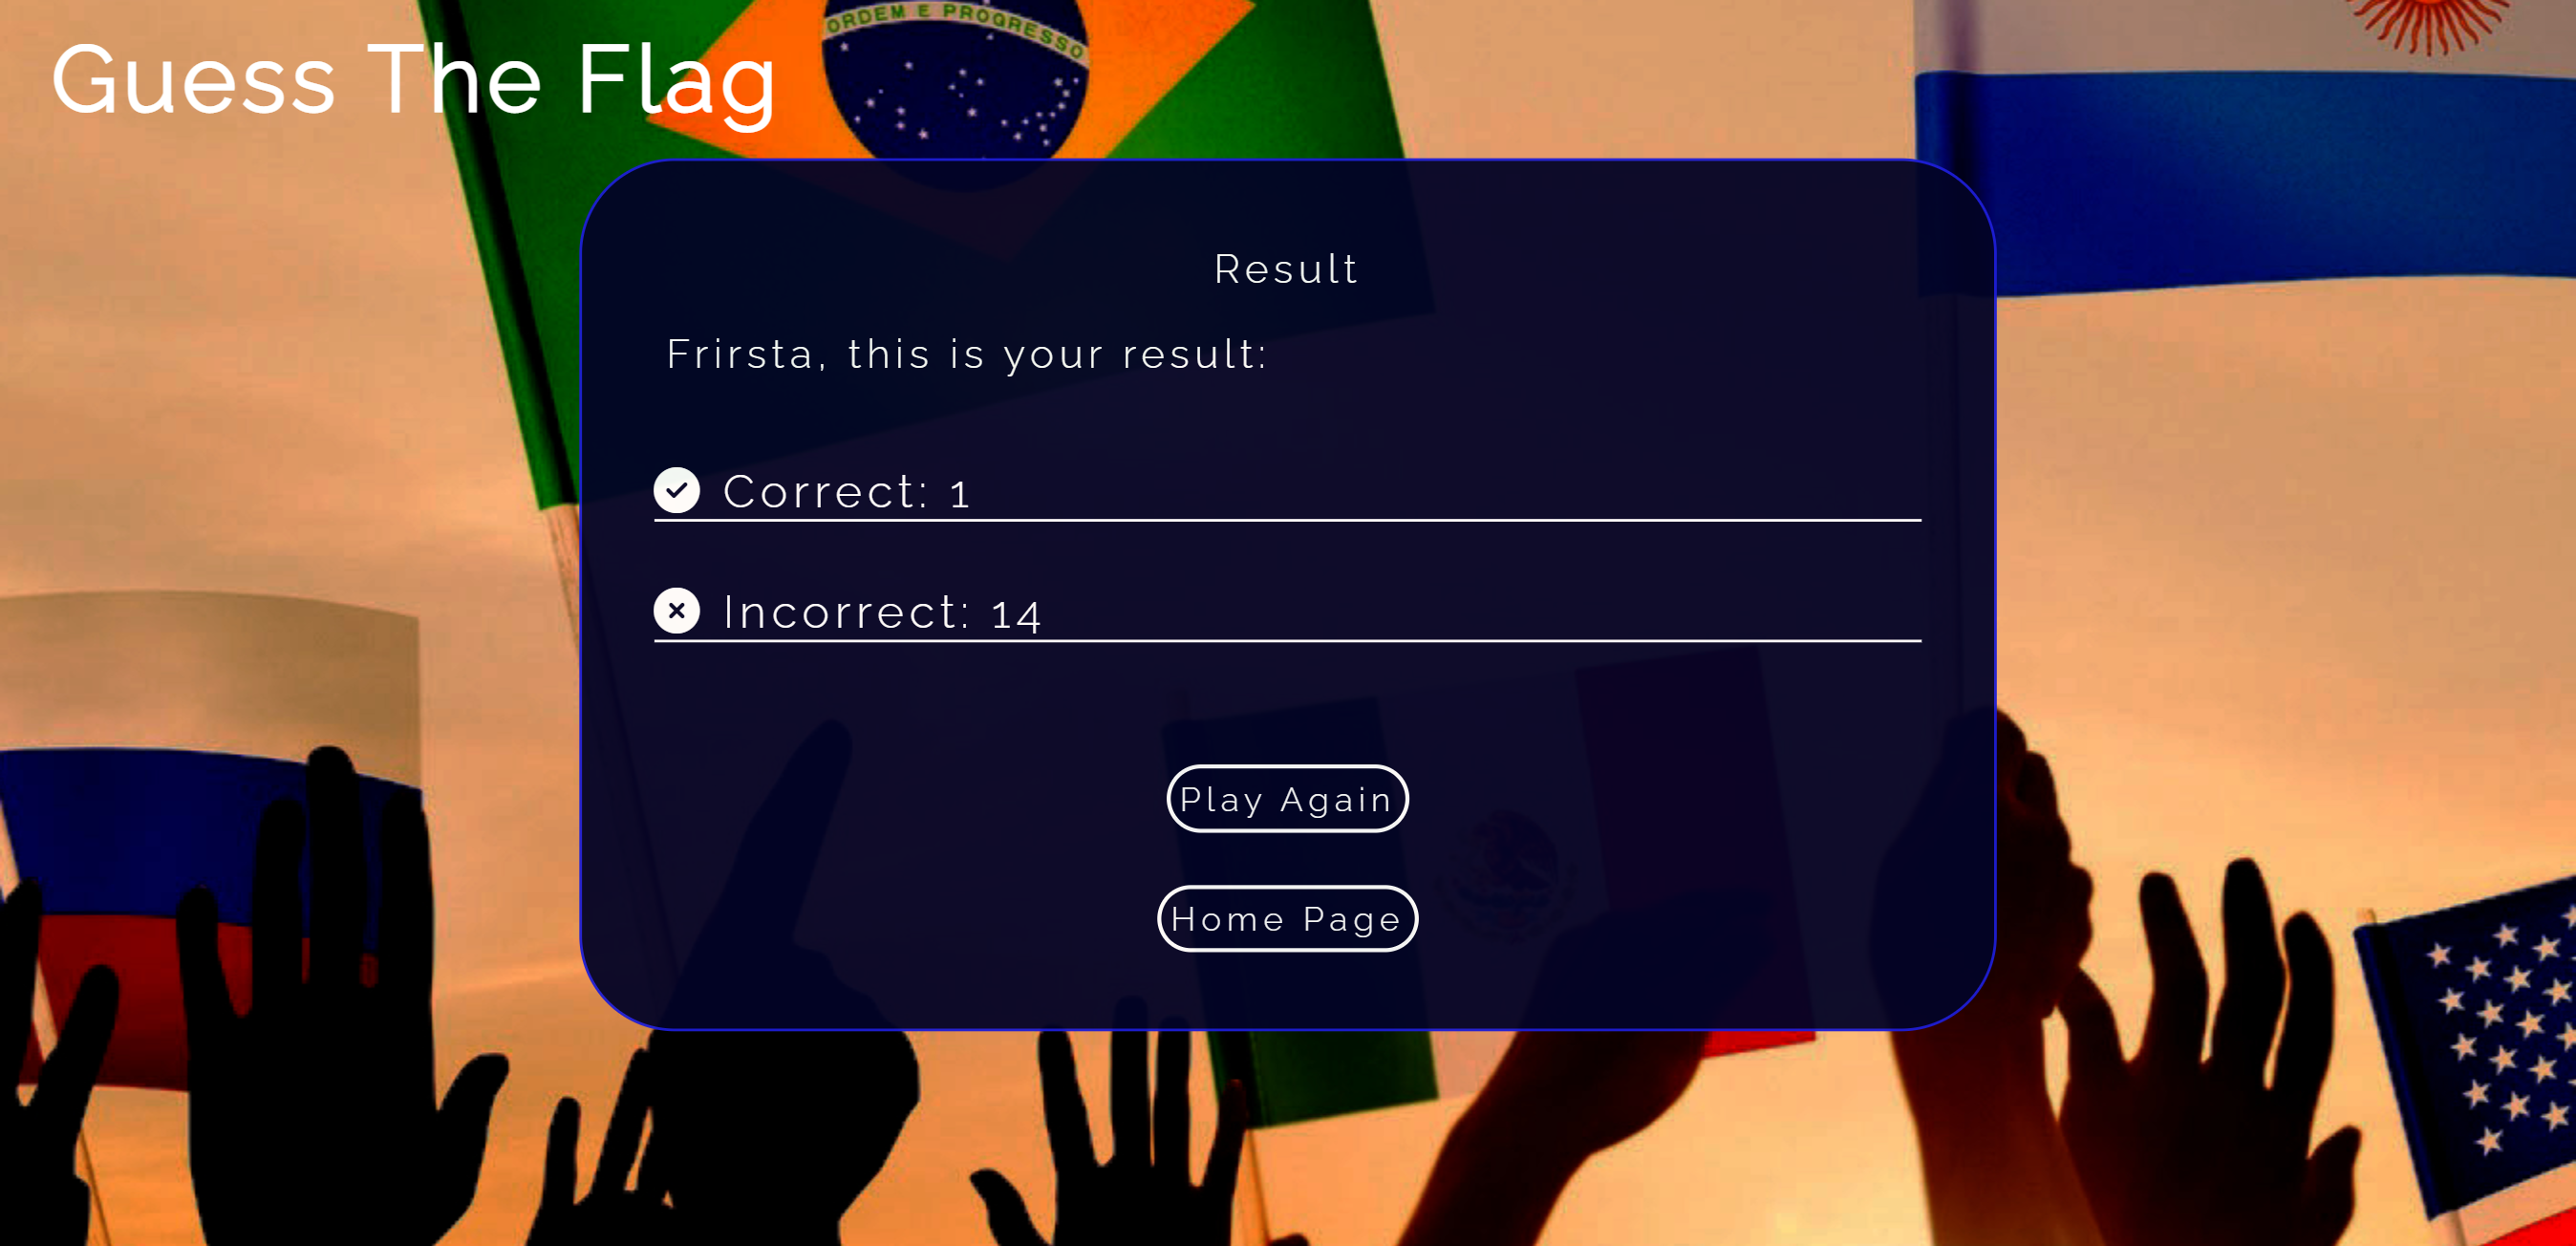 ORDEM E PROGRESSO
Guess The Flag
Result
Frirsta, this is your result:
Correct: 1
Incorrect: 14
Play Again
Home Page